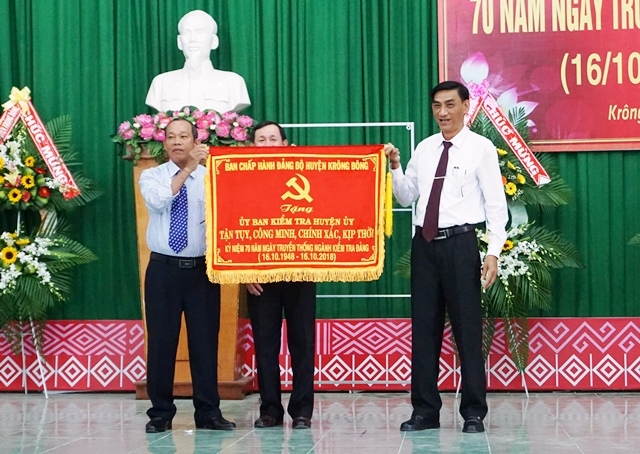 70 NĂM NGÀY TRU
(16/10
Krông
CHÚC MỪNG
CHÚC MỪNG
BAN CHẤP HÀNH ĐẢNG BỘ HUYỆN KRÔNG BÔNG
Tặng
ỦY BAN KIỂM TRA HUYỆN ỦY
TẬN TỤY, CÔNG MINH, CHÍNH XÁC, KỊP THỜI
KỶ NIỆM 70 NĂM NGÀY TRUYỀN THỐNG NGÀNH KIỂM TRA ĐẢNG
(16.10.1948 - 16.10.2018)